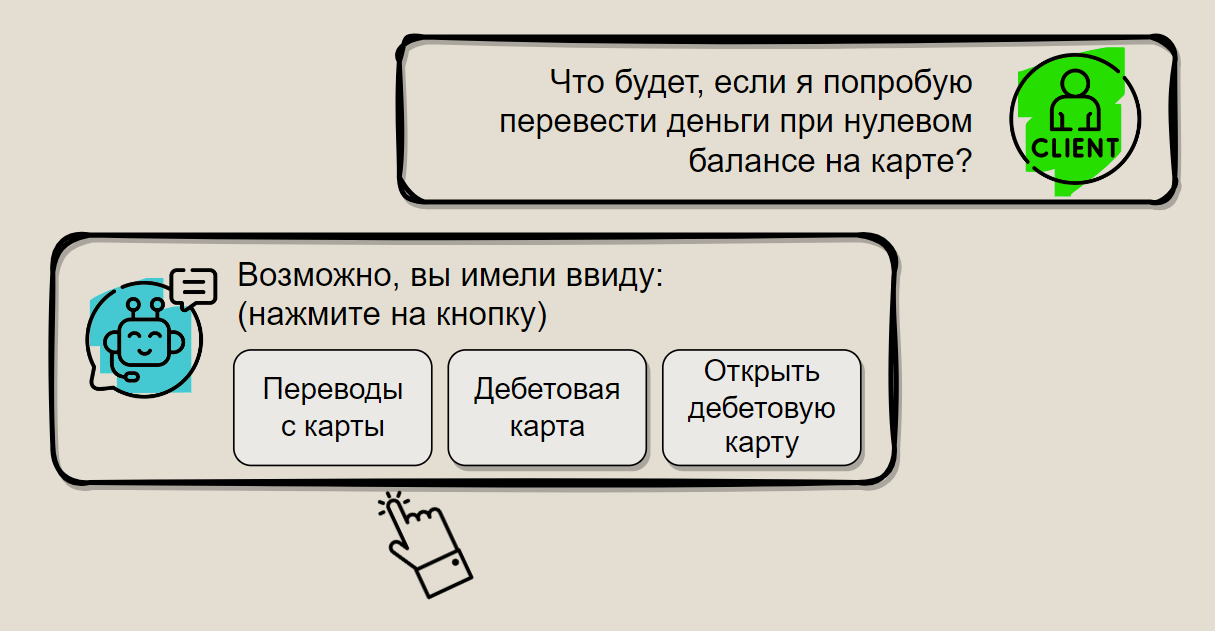 Что будет, если я попробую
перевести деньги при нулевом
балансе на карте?
CLIENT
Возможно, вы имели ввиду:
(нажмите на кнопку)
Переводы
с карты
Дебетовая
карта
Открыть
дебетовую
карту